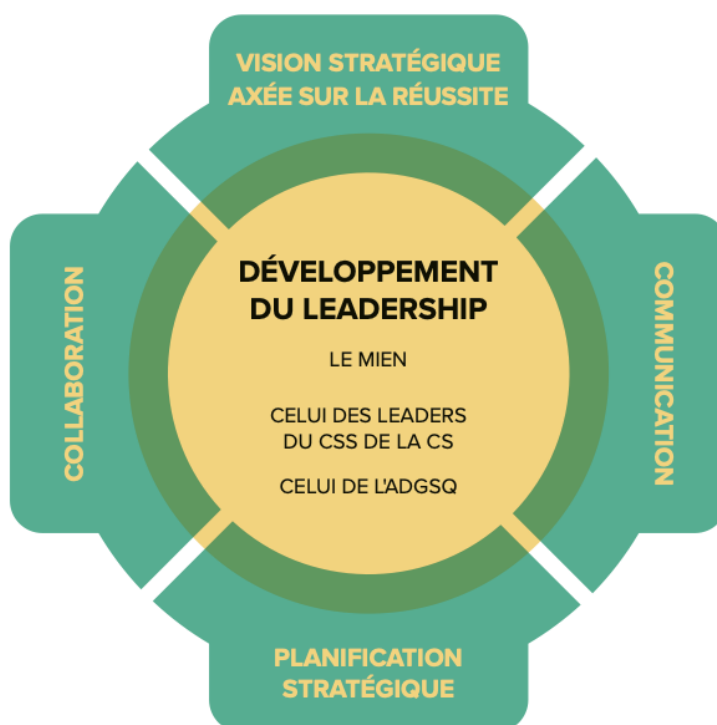 VISION STRATÉGIQUE
AXÉE SUR LA RÉUSSITE
COLLABORATION
DÉVELOPPEMENT
DU LEADERSHIP
LE MIEN
CELUI DES LEADERS
DU CSS DE LA CS
CELUI DE L'ADGSQ
COMMUNICATION
PLANIFICATION
STRATÉGIQUE